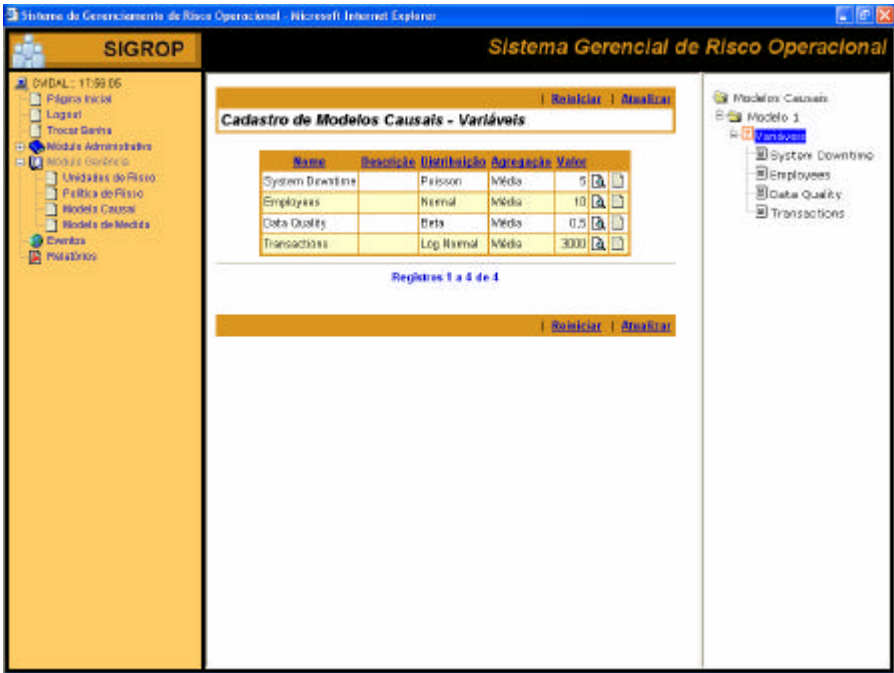 Sistema de Gerenciamento de Risco Operacional - Microsoft Internet Explorer
SIGROP
Sistema Gerencial de Risco Operacional
CVIDAL:: 17:56:05
Página Inicial
Logout
Trocar Senha
Módulo Administrativo
Módulo Gerência
Unidades de Risco
Política de Risco
Modelo Causal
Modelo de Medida
Eventos
Relatórios
| Reiniciar | Atualizar
Cadastro de Modelos Causais - Variáveis
Nome Descrição Distribuição Agregação Valor
System Downtime Poisson Média 5
Employees Normal Média 10
Data Quality Beta Média 0,5
Transactions Log Normal Média 3000
Registros 1 a 4 de 4
| Reiniciar | Atualizar
Modelos Causais
Modelo 1
Variáveis
System Downtime
Employees
Data Quality
Transactions